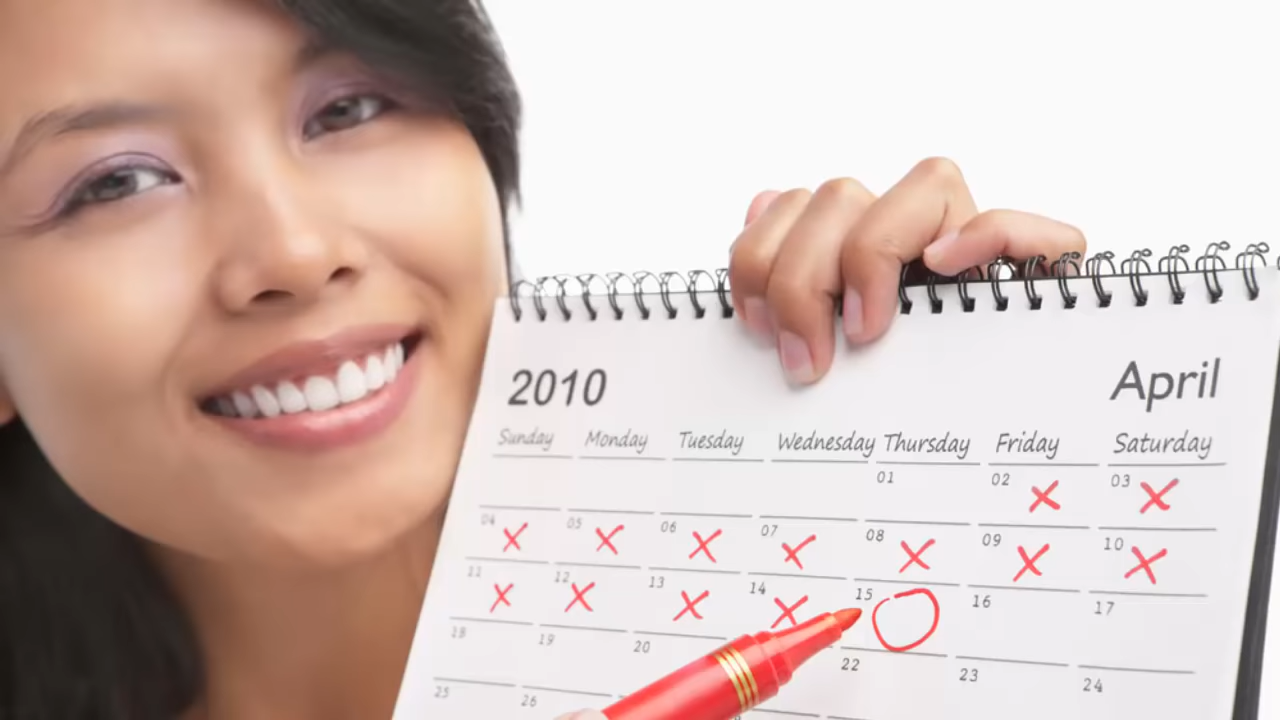 2010 April
Sunday Monday Tuesday Wednesday Thursday Friday Saturday
01 02 03
04 05 06 07 08 09 10
11 12 13 14 15 16 17
18 19 20 22 23 24
25 26